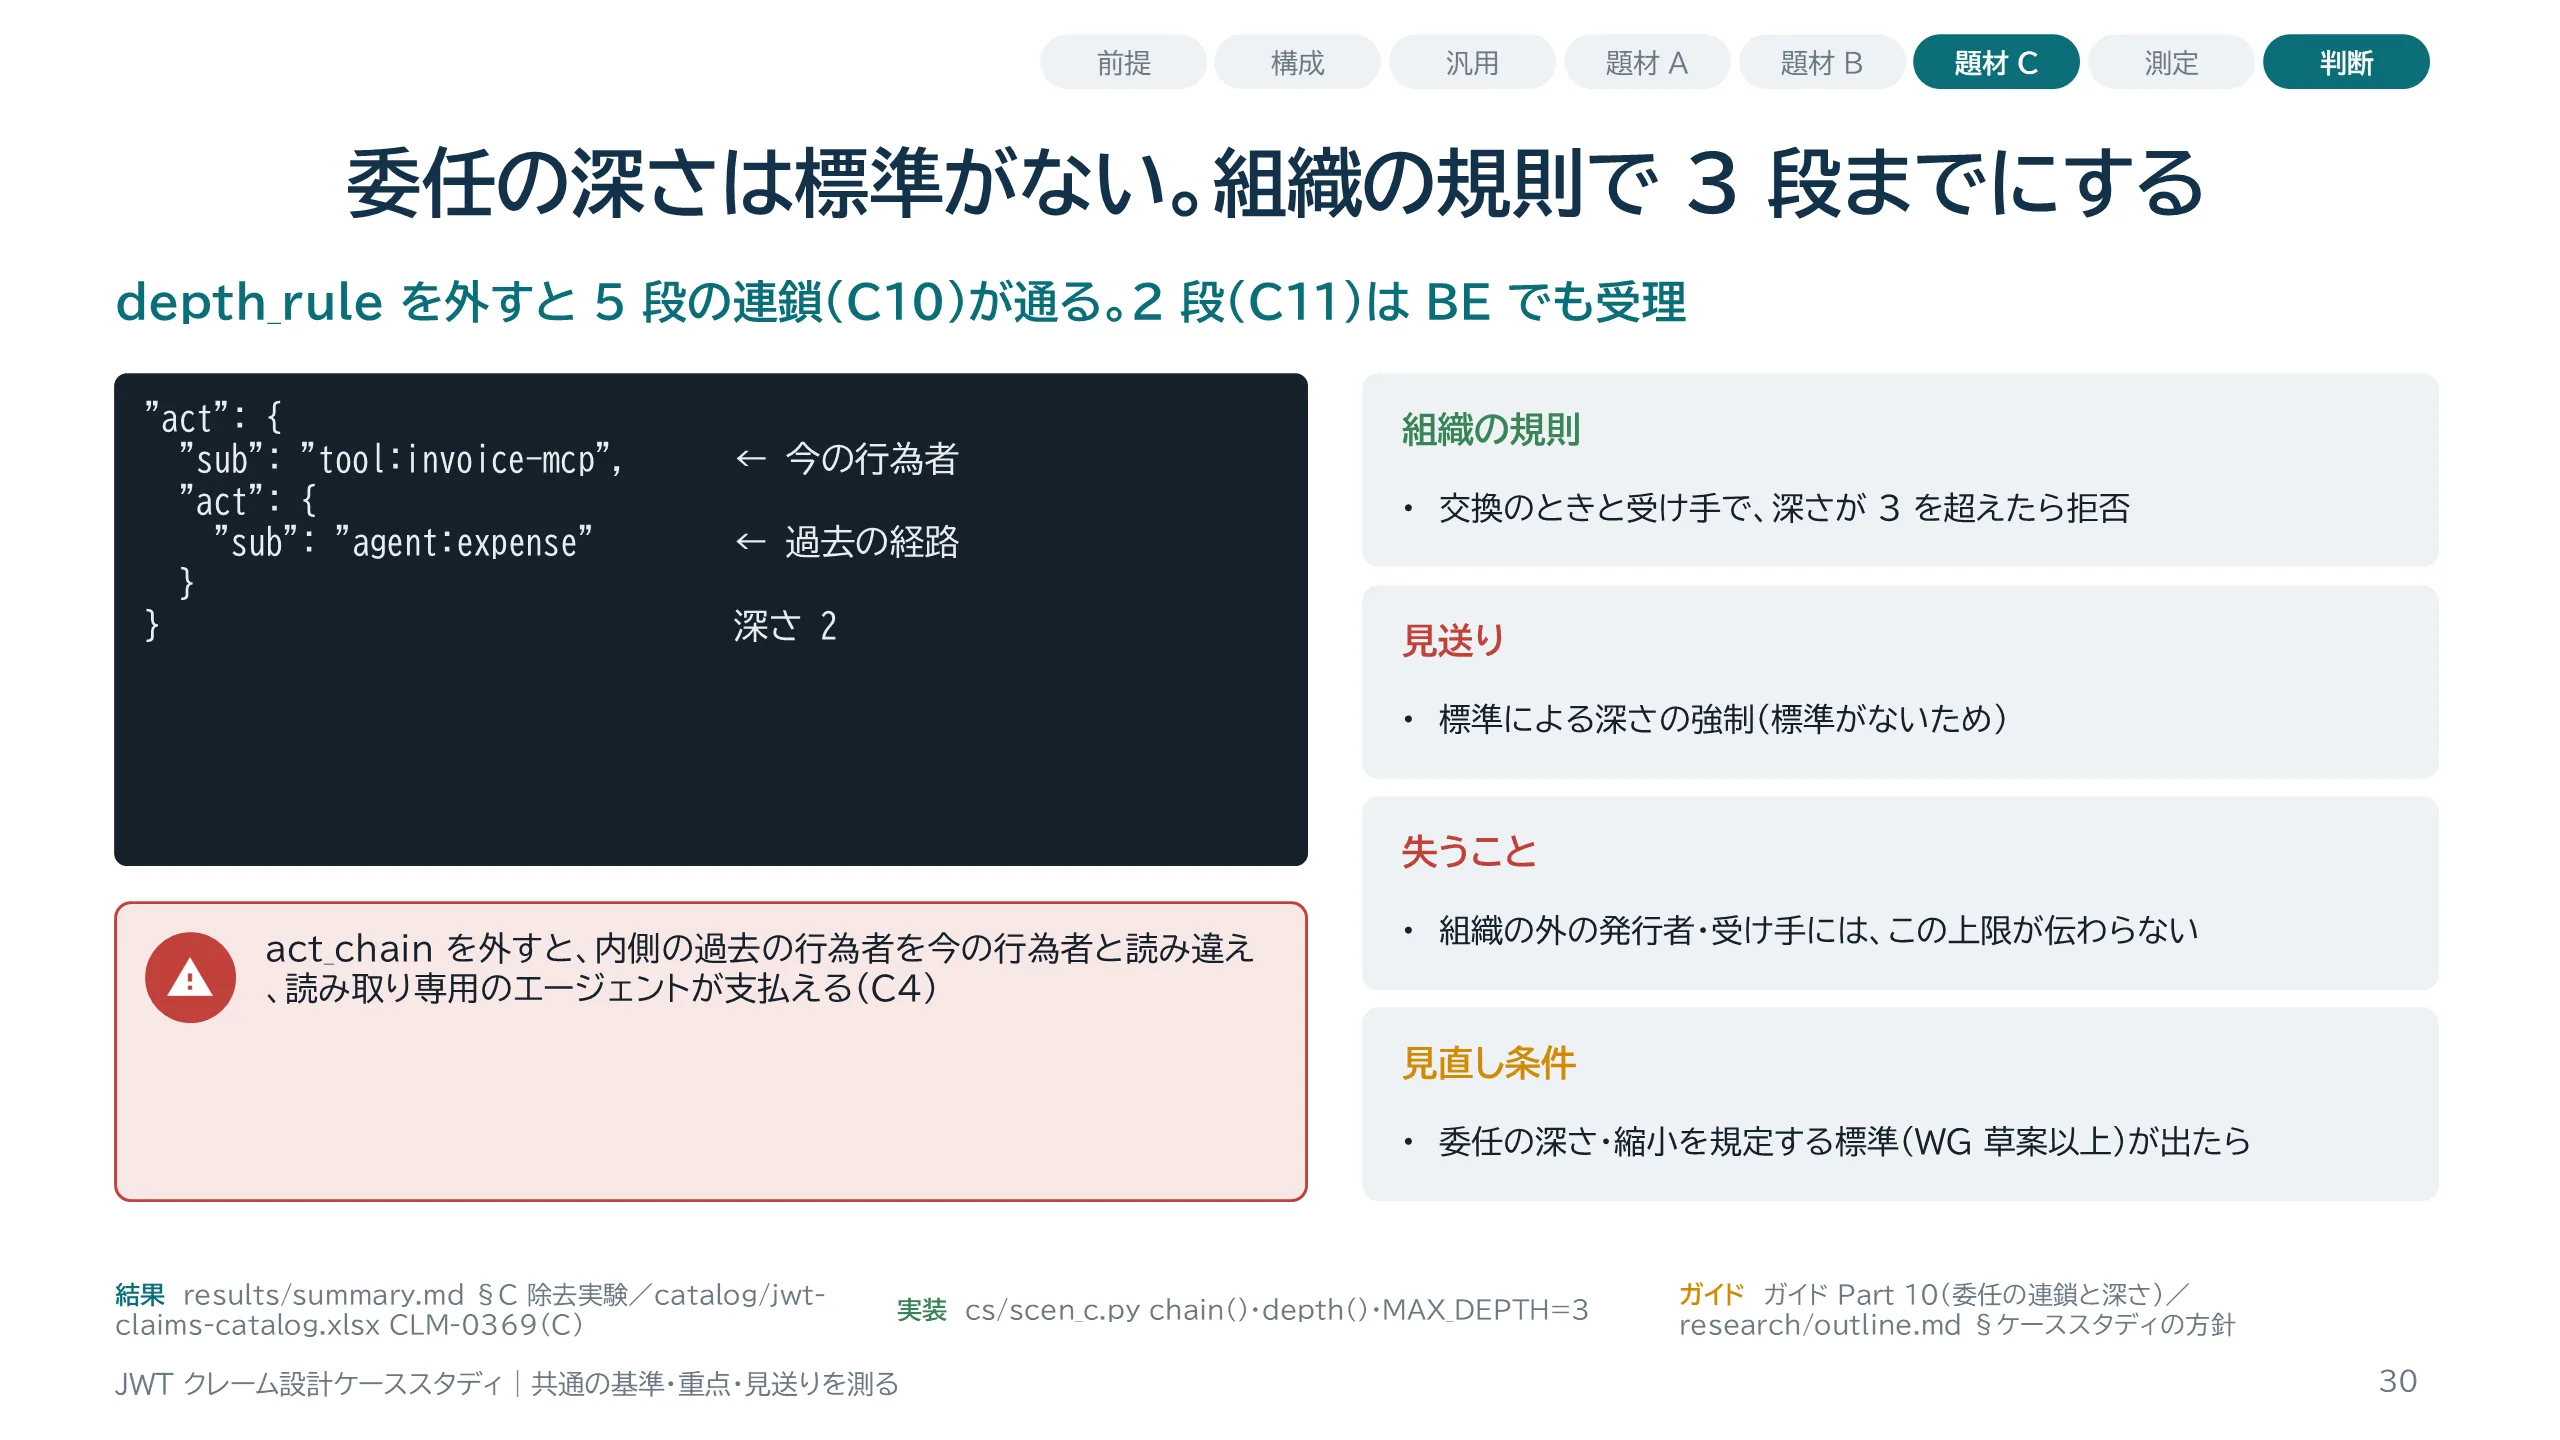 前提
構成
汎用
題材 A
題材 B
題材 C
測定
判断
委任の深さは標準がない。組織の規則で 3 段までにする
depth_rule を外すと 5 段の連鎖（C10）が通る。2 段（C11）は BE でも受理
"act": {
  "sub": "tool:invoice-mcp",      ← 今の行為者
  "act": {
    "sub": "agent:expense"        ← 過去の経路
  }
}                                 深さ 2
act_chain を外すと、内側の過去の行為者を今の行為者と読み違え
、読み取り専用のエージェントが支払える（C4）
組織の規則
• 交換のときと受け手で、深さが 3 を超えたら拒否
見送り
• 標準による深さの強制（標準がないため）
失うこと
• 組織の外の発行者・受け手には、この上限が伝わらない
見直し条件
• 委任の深さ・縮小を規定する標準（WG 草案以上）が出たら
結果 results/summary.md §C 除去実験／catalog/jwt-
claims-catalog.xlsx CLM-0369（C）
実装 cs/scen_c.py chain()・depth()・MAX_DEPTH=3
ガイド ガイド Part 10（委任の連鎖と深さ）／
research/outline.md §ケーススタディの方針
JWT クレーム設計ケーススタディ｜共通の基準・重点・見送りを測る
30